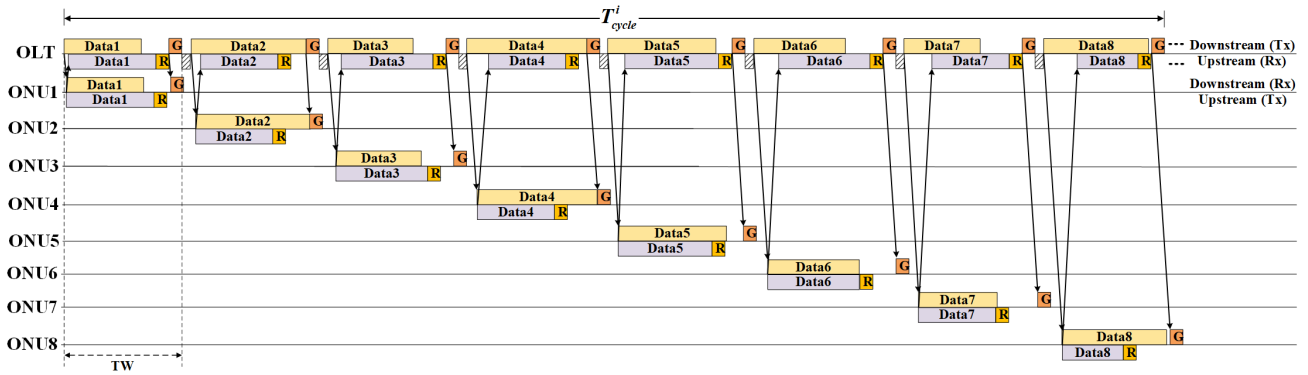 T^i_cycle
Data1 G Data2 G Data3 G Data4 G Data5 G Data6 G Data7 G Data8 G Downstream (Tx)
OLT
Data1 R Data2 R Data3 R Data4 R Data5 R Data6 R Data7 R Data8 R Upstream (Rx)
Data1 G Downstream (Rx)
ONU1
Data1 R Upstream (Tx)
Data2 G
ONU2
Data2 R
Data3 G
ONU3
Data3 R
Data4 G
ONU4
Data4 R
Data5 G
ONU5
Data5 R
Data6 G
ONU6
Data6 R
Data7 G
ONU7
Data7 R
Data8 G
ONU8
Data8 R
TW